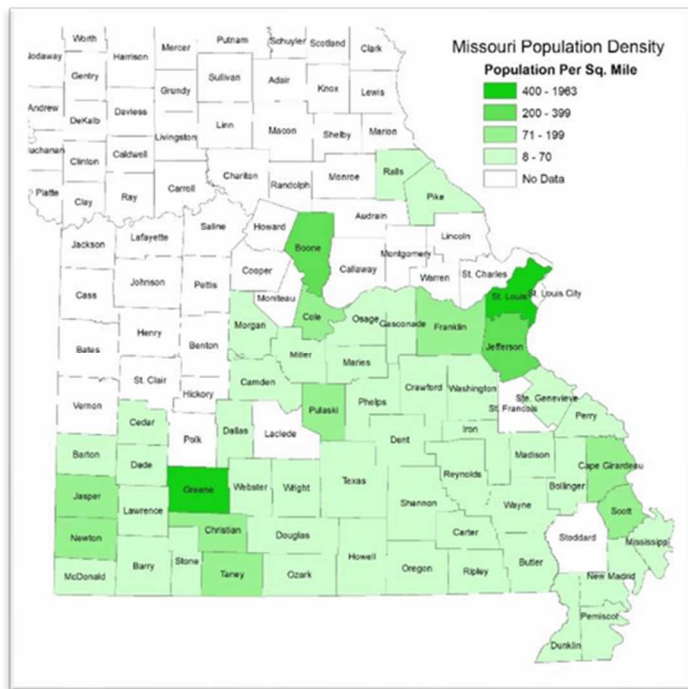 Missouri Population Density
Population Per Sq. Mile
400 - 1963
200 - 399
71 - 199
8 - 70
No Data
Worth
Mercer
Putnam
Schuyler
Scotland
Clark
Harrison
Gentry
Sullivan
Adair
Knox
Lewis
Grundy
Andrew
DeKalb
Daviess
Linn
Macon
Shelby
Marion
Livingston
Clinton
Caldwell
Chariton
Randolph
Monroe
Ralls
Platte
Clay
Ray
Carroll
Pike
Audrain
Jackson
Lafayette
Saline
Howard
Boone
Lincoln
Callaway
Montgomery
Warren
St. Charles
Cass
Johnson
Pettis
Cooper
Moniteau
St. Louis
St. Louis City
Morgan
Cole
Osage
Gasconade
Franklin
Jefferson
Bates
Henry
Benton
Miller
Maries
St. Clair
Hickory
Camden
Crawford
Washington
Ste. Genevieve
St. Francois
Vernon
Cedar
Polk
Dallas
Laclede
Pulaski
Phelps
Iron
Perry
Barton
Dade
Dent
Madison
Cape Girardeau
Jasper
Lawrence
Greene
Webster
Wright
Texas
Reynolds
Bollinger
Shannon
Wayne
Scott
Newton
Christian
Douglas
Carter
Stoddard
Mississippi
McDonald
Barry
Stone
Taney
Ozark
Howell
Oregon
Ripley
Butler
New Madrid
Pemiscot
Dunklin